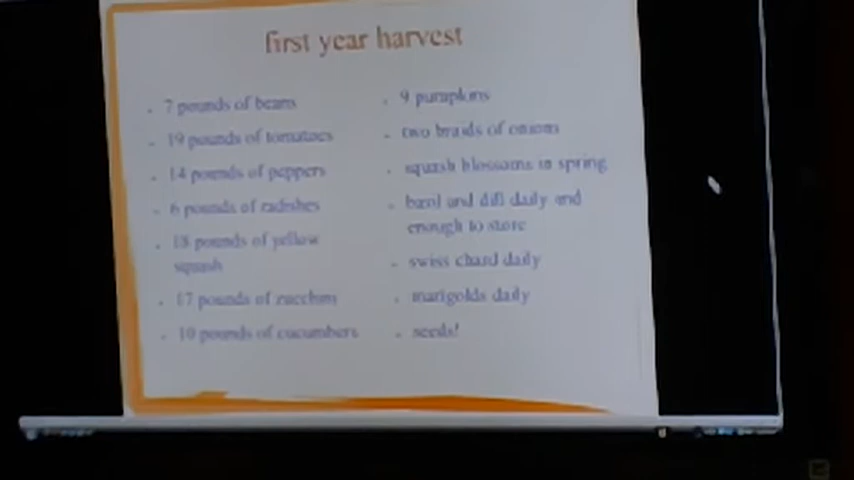 first year harvest
7 pounds of beans
19 pounds of tomatoes
14 pounds of peppers
6 pounds of radishes
18 pounds of yellow
squash
17 pounds of zucchini
10 pounds of cucumbers
9 pumpkins
two braids of onions
squash blossoms in spring
basil and dill daily and
enough to store
swiss chard daily
marigolds daily
seeds!